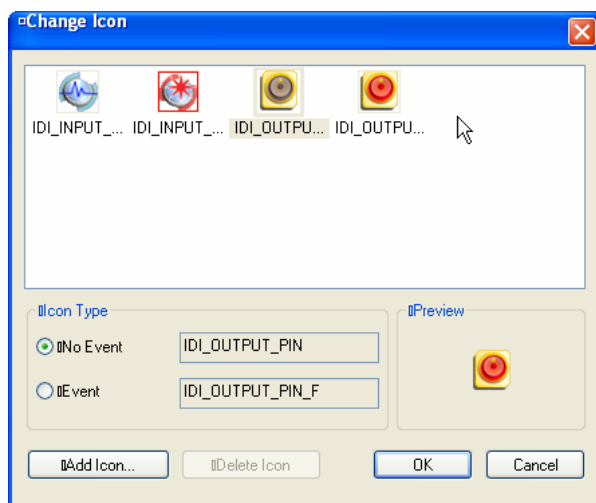 Change Icon
IDI_INPUT_... IDI_INPUT_... IDI_OUTPU... IDI_OUTPU...
Icon Type
Preview
No Event IDI_OUTPUT_PIN
Event IDI_OUTPUT_PIN_F
Add Icon... Delete Icon OK Cancel